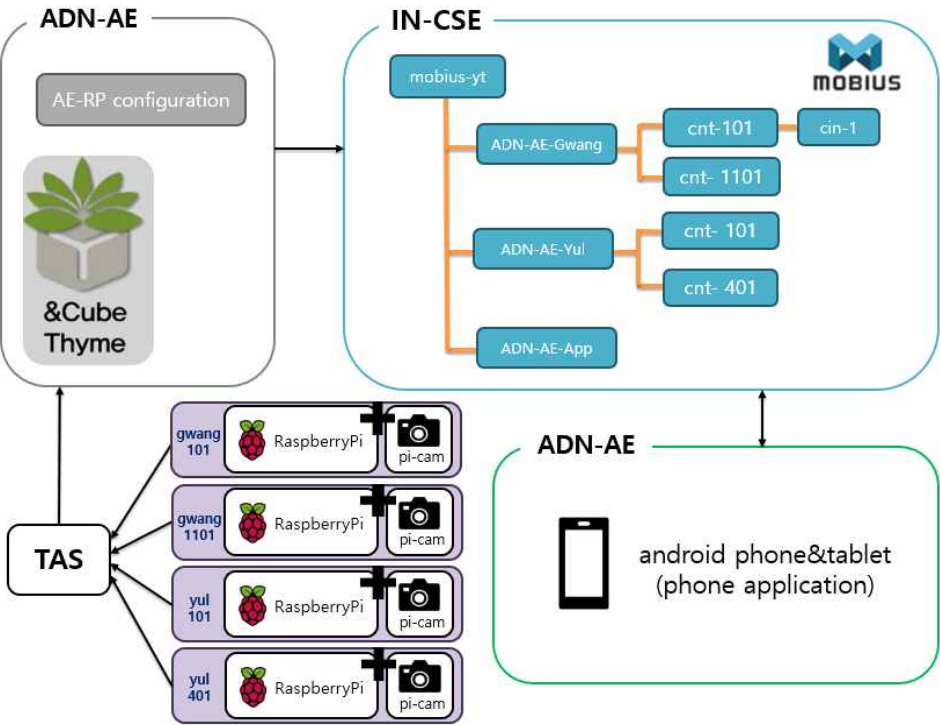 ADN-AE
AE-RP configuration
&Cube
Thyme
IN-CSE
MOBIUS
mobius-yt
ADN-AE-Gwang
cnt-101
cin-1
cnt- 1101
ADN-AE-Yul
cnt- 101
cnt- 401
ADN-AE-App
TAS
gwang
101
RaspberryPi
pi-cam
gwang
1101
RaspberryPi
pi-cam
yul
101
RaspberryPi
pi-cam
yul
401
RaspberryPi
pi-cam
ADN-AE
android phone&tablet
(phone application)